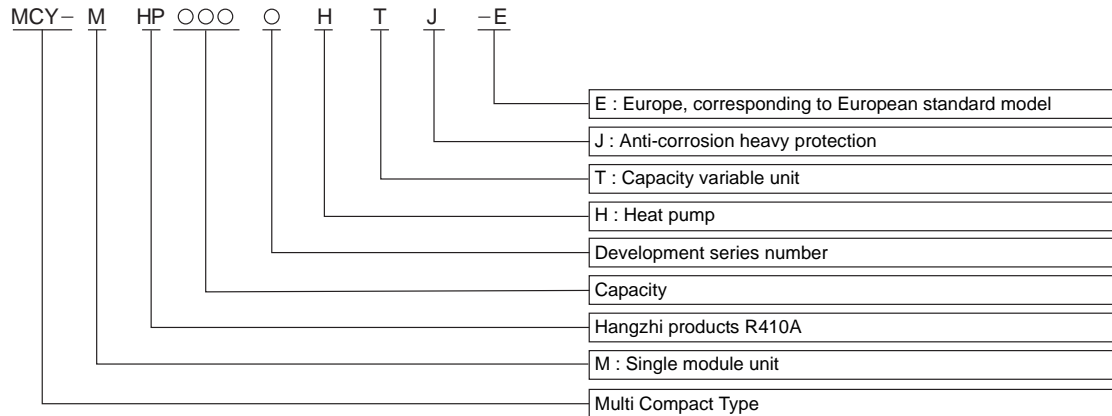 MCY– M HP ○○○ ○ H T J –E
E : Europe, corresponding to European standard model
J : Anti-corrosion heavy protection
T : Capacity variable unit
H : Heat pump
Development series number
Capacity
Hangzhi products R410A
M : Single module unit
Multi Compact Type